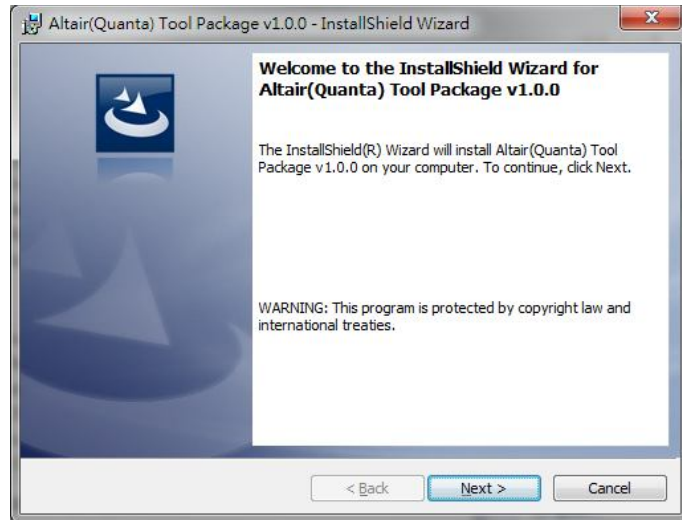 Altair(Quanta) Tool Package v1.0.0 - InstallShield Wizard
Welcome to the InstallShield Wizard for
Altair(Quanta) Tool Package v1.0.0
The InstallShield(R) Wizard will install Altair(Quanta) Tool
Package v1.0.0 on your computer. To continue, click Next.
WARNING: This program is protected by copyright law and
international treaties.
< Back
Next >
Cancel